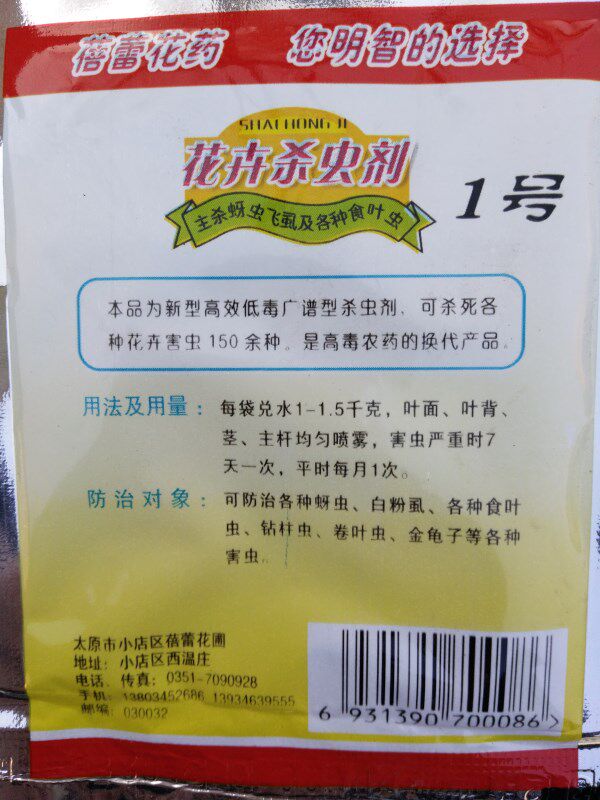 蓓蕾花药 您明智的选择
SHACHONG JI
花卉杀虫剂
1号
主杀蚜虫飞虱及各种食叶虫
本品为新型高效低毒广谱型杀虫剂，可杀死各
种花卉害虫150余种。是高毒农药的换代产品。
用法及用量： 每袋兑水1-1.5千克，叶面、叶背、
茎、主杆均匀喷雾，害虫严重时7
天一次，平时每月1次。
防治对象： 可防治各种蚜虫、白粉虱、各种食叶
虫、钻柱虫、卷叶虫、金龟子等各种
害虫。
太原市小店区蓓蕾花圃
地址：小店区西温庄
电话、传真：0351-7090928
手机：13803452686 13934639555
邮编：030032
6 931390 700086 >